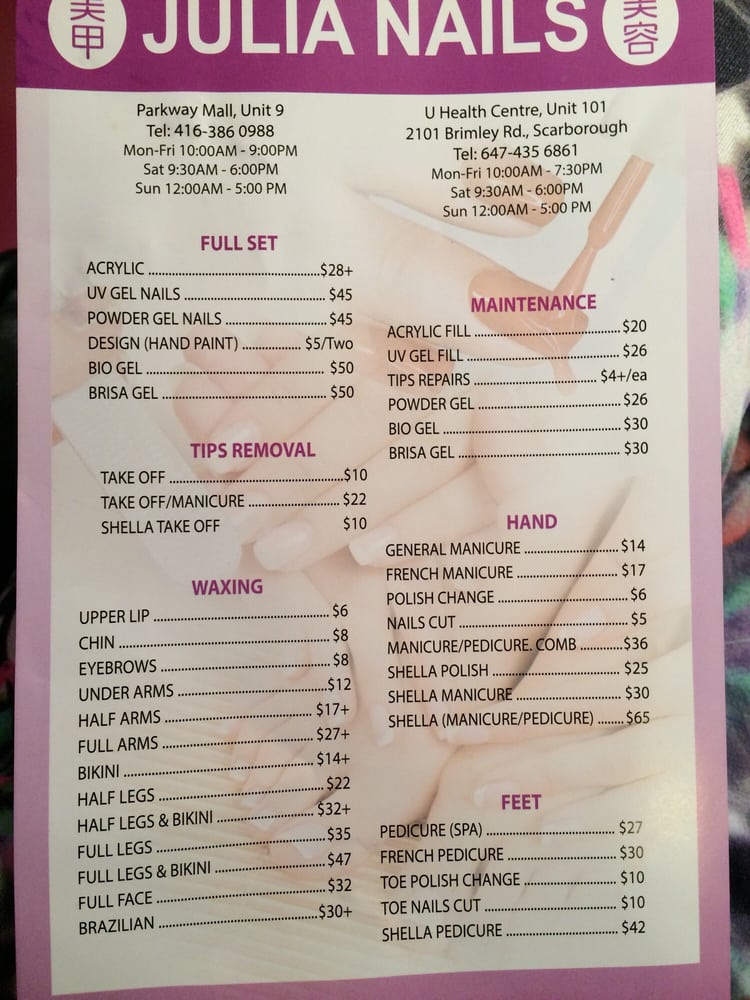 美甲
JULIA NAILS
美容
Parkway Mall, Unit 9
Tel: 416-386 0988
Mon-Fri 10:00AM - 9:00PM
Sat 9:30AM - 6:00PM
Sun 12:00AM - 5:00 PM
U Health Centre, Unit 101
2101 Brimley Rd., Scarborough
Tel: 647-435 6861
Mon-Fri 10:00AM - 7:30PM
Sat 9:30AM - 6:00PM
Sun 12:00AM - 5:00 PM
FULL SET
ACRYLIC ........ $28+
UV GEL NAILS ........ $45
POWDER GEL NAILS ........ $45
DESIGN (HAND PAINT) ........ $5/Two
BIO GEL ........ $50
BRISA GEL ........ $50
TIPS REMOVAL
TAKE OFF ........ $10
TAKE OFF/MANICURE ........ $22
SHELLA TAKE OFF $10
WAXING
UPPER LIP ........ $6
CHIN ........ $8
EYEBROWS ........ $8
UNDER ARMS ........ $12
HALF ARMS ........ $17+
FULL ARMS ........ $27+
BIKINI ........ $14+
HALF LEGS ........ $22
HALF LEGS & BIKINI ........ $32+
FULL LEGS ........ $35
FULL LEGS & BIKINI ........ $47
FULL FACE ........ $32
BRAZILIAN ........ $30+
MAINTENANCE
ACRYLIC FILL ........ $20
UV GEL FILL ........ $26
TIPS REPAIRS ........ $4+/ea
POWDER GEL ........ $26
BIO GEL ........ $30
BRISA GEL ........ $30
HAND
GENERAL MANICURE ........ $14
FRENCH MANICURE ........ $17
POLISH CHANGE ........ $6
NAILS CUT ........ $5
MANICURE/PEDICURE. COMB ........ $36
SHELLA POLISH ........ $25
SHELLA MANICURE ........ $30
SHELLA (MANICURE/PEDICURE) ........ $65
FEET
PEDICURE (SPA) ........ $27
FRENCH PEDICURE ........ $30
TOE POLISH CHANGE ........ $10
TOE NAILS CUT ........ $10
SHELLA PEDICURE ........ $42